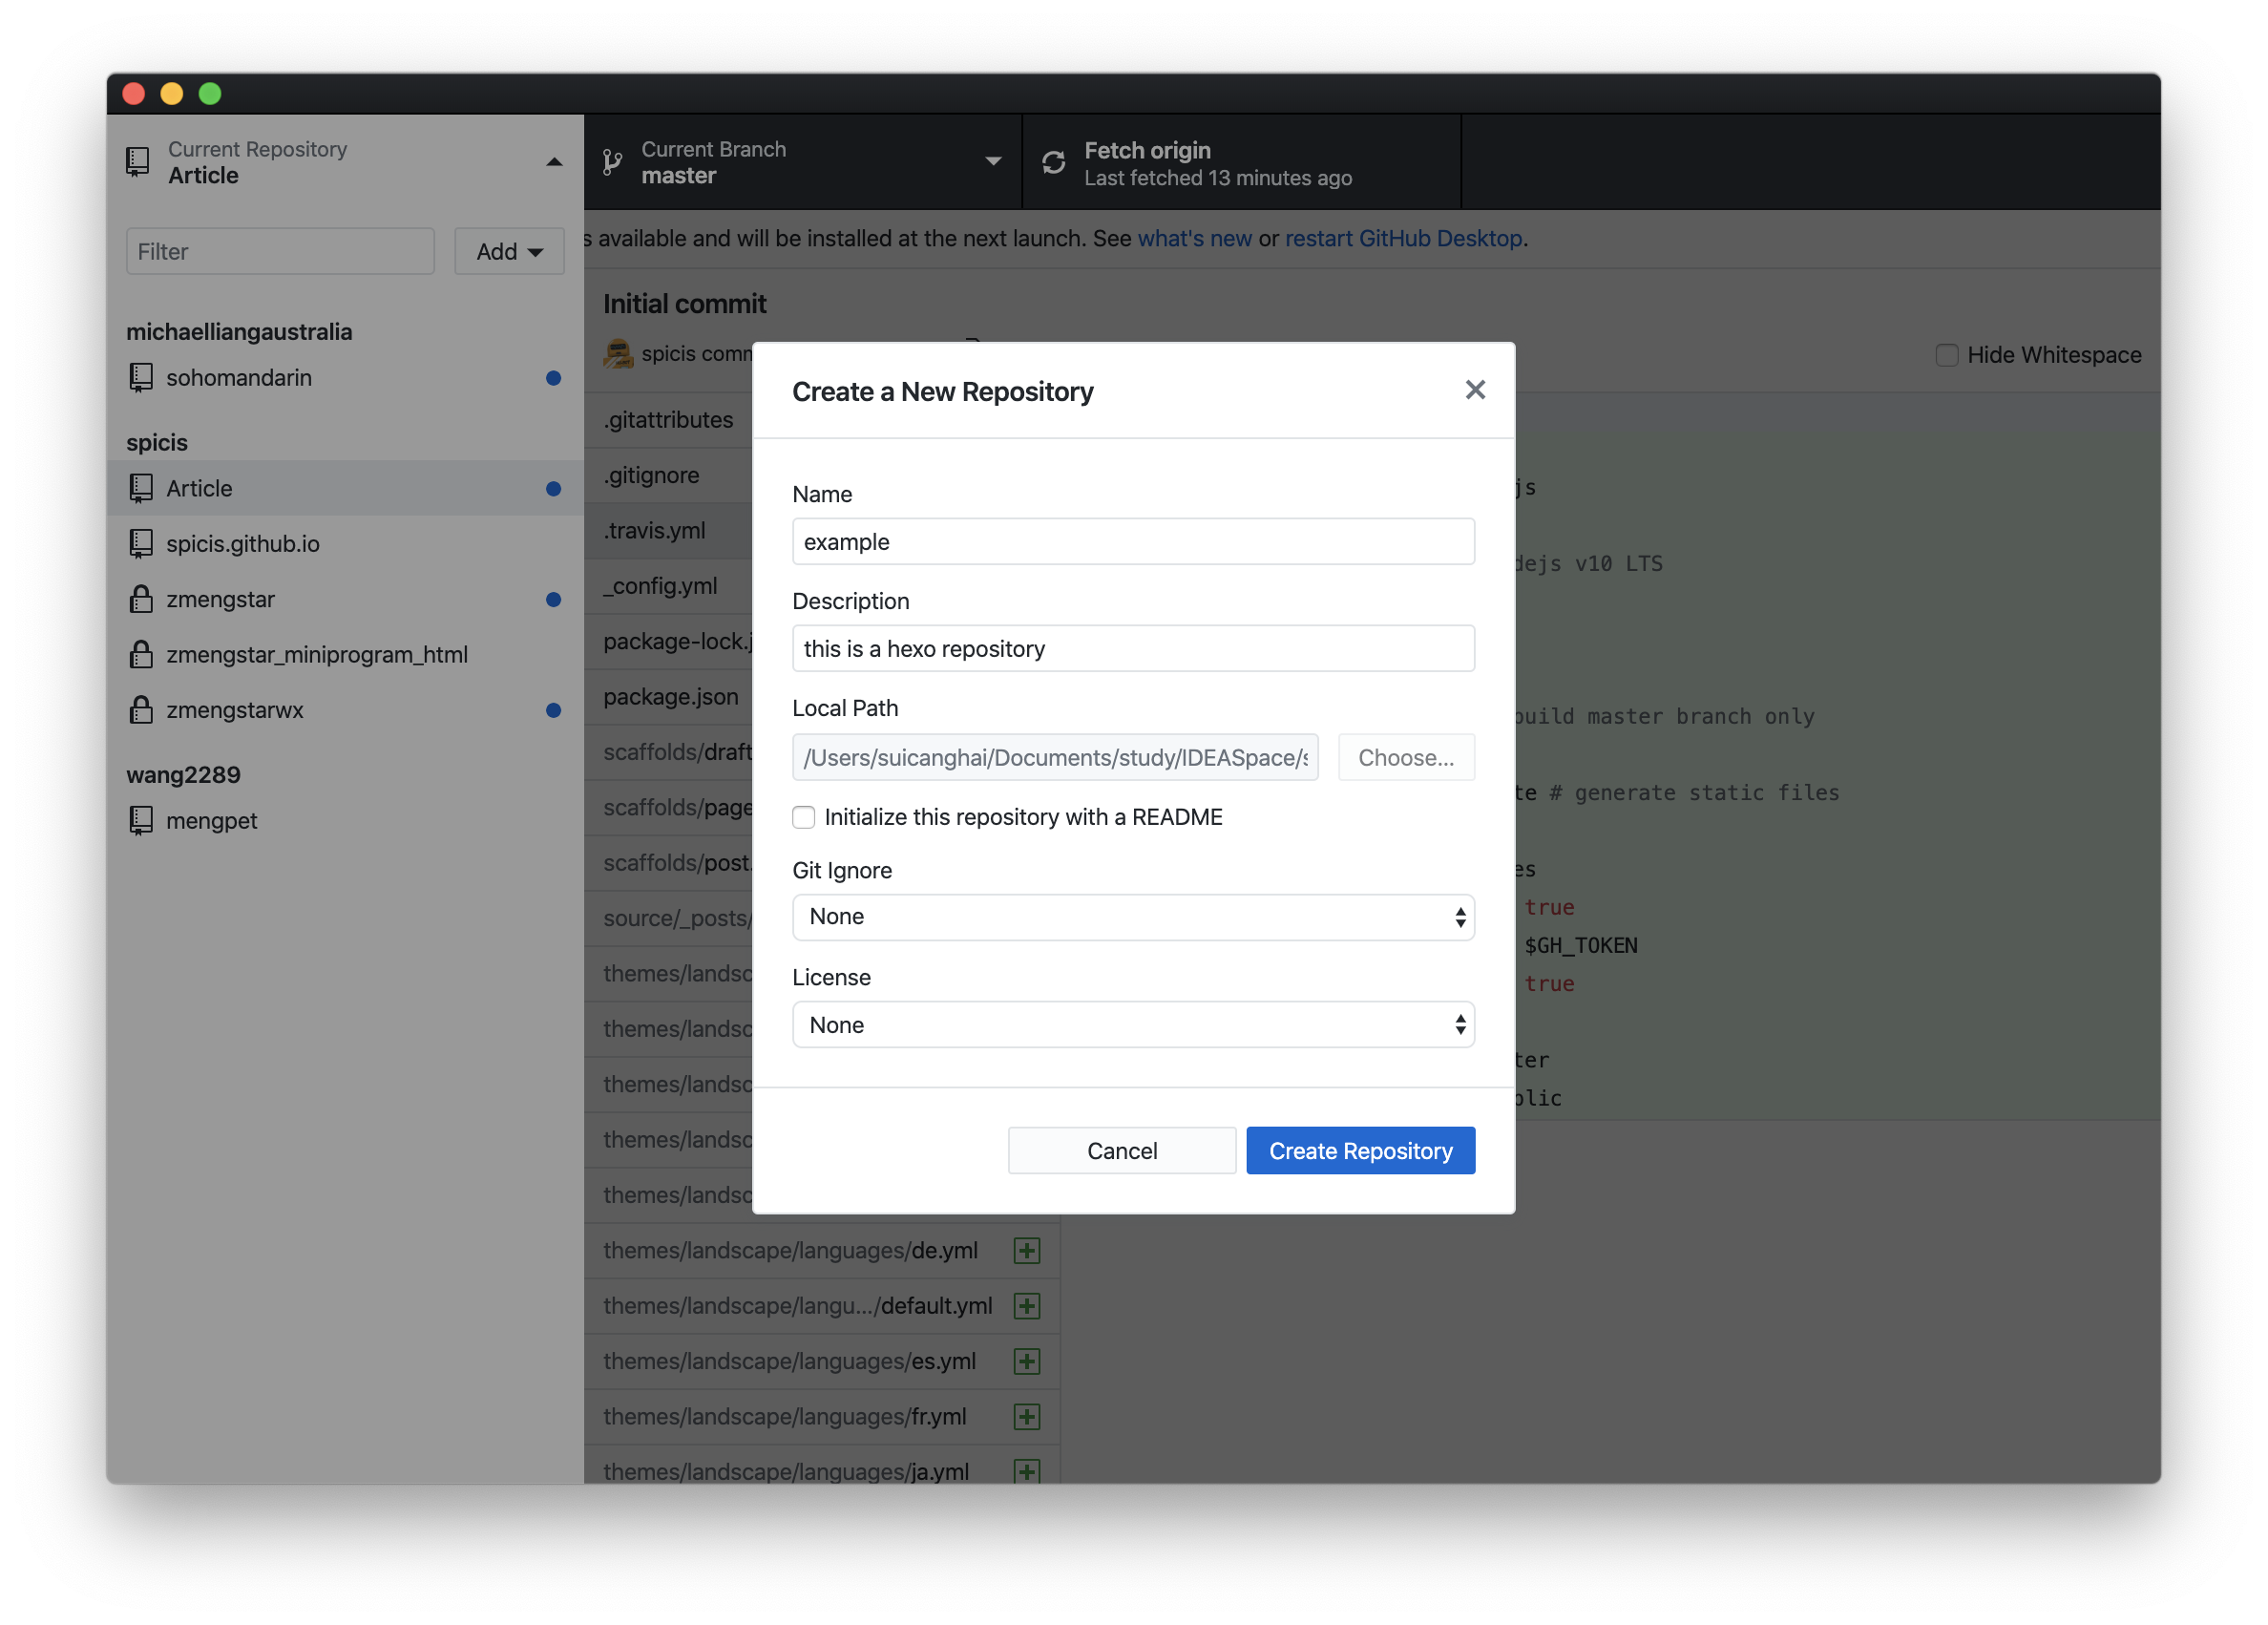 Current Repository
Article
Current Branch
master
Fetch origin
Last fetched 13 minutes ago
Filter
Add
available and will be installed at the next launch. See what's new or restart GitHub Desktop.
michaelliangaustralia
sohomandarin
spicis
Article
spicis.github.io
zmengstar
zmengstar_miniprogram_html
zmengstarwx
wang2289
mengpet
Initial commit
spicis
Hide Whitespace
.gitattributes
.gitignore
.travis.yml
_config.yml
package-lock.j
package.json
scaffolds/draft
scaffolds/page
scaffolds/post.
source/_posts/
themes/landsc
themes/landsc
themes/landsc
themes/landsc
themes/landsc
themes/landscape/languages/de.yml
themes/landscape/langu.../default.yml
themes/landscape/languages/es.yml
themes/landscape/languages/fr.yml
themes/landscape/languages/ja.yml
Create a New Repository
Name
example
Description
this is a hexo repository
Local Path
/Users/suicanghai/Documents/study/IDEASpace/s
Choose...
Initialize this repository with a README
Git Ignore
None
License
None
Cancel
Create Repository
js
dejs v10 LTS
build master branch only
te # generate static files
es
true
$GH_TOKEN
true
ter
blic